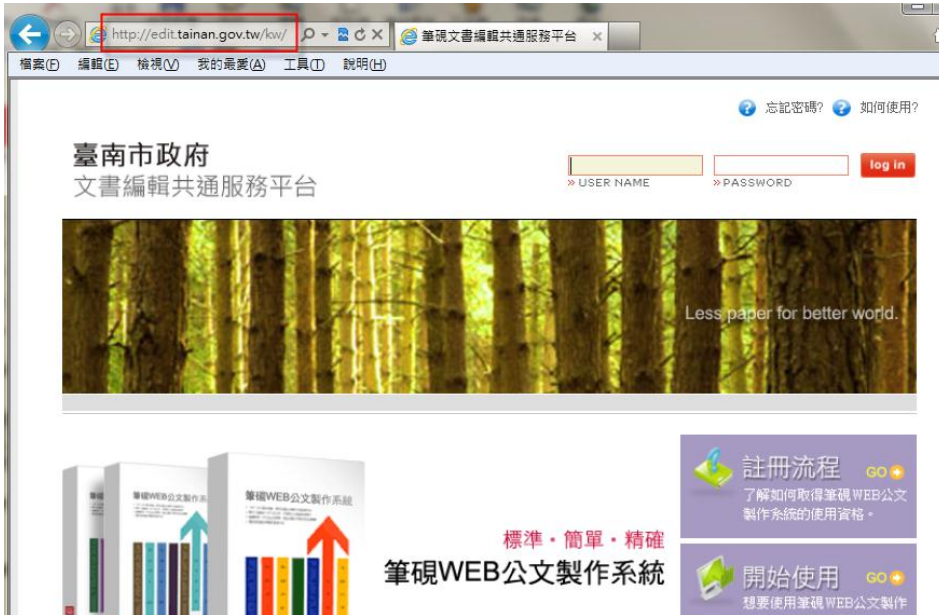 http://edit.tainan.gov.tw/kw/
筆硯文書編輯共通服務平台
檔案(F) 編輯(E) 檢視(V) 我的最愛(A) 工具(T) 說明(H)
忘記密碼? 如何使用?
臺南市政府
文書編輯共通服務平台
log in
» USER NAME » PASSWORD
Less paper for better world.
筆硯WEB公文製作系統
標準・簡單・精確
筆硯WEB公文製作系統
註冊流程 GO
了解如何取得筆硯WEB公文
製作系統的使用資格。
開始使用 GO
想要使用筆硯WEB公文製作